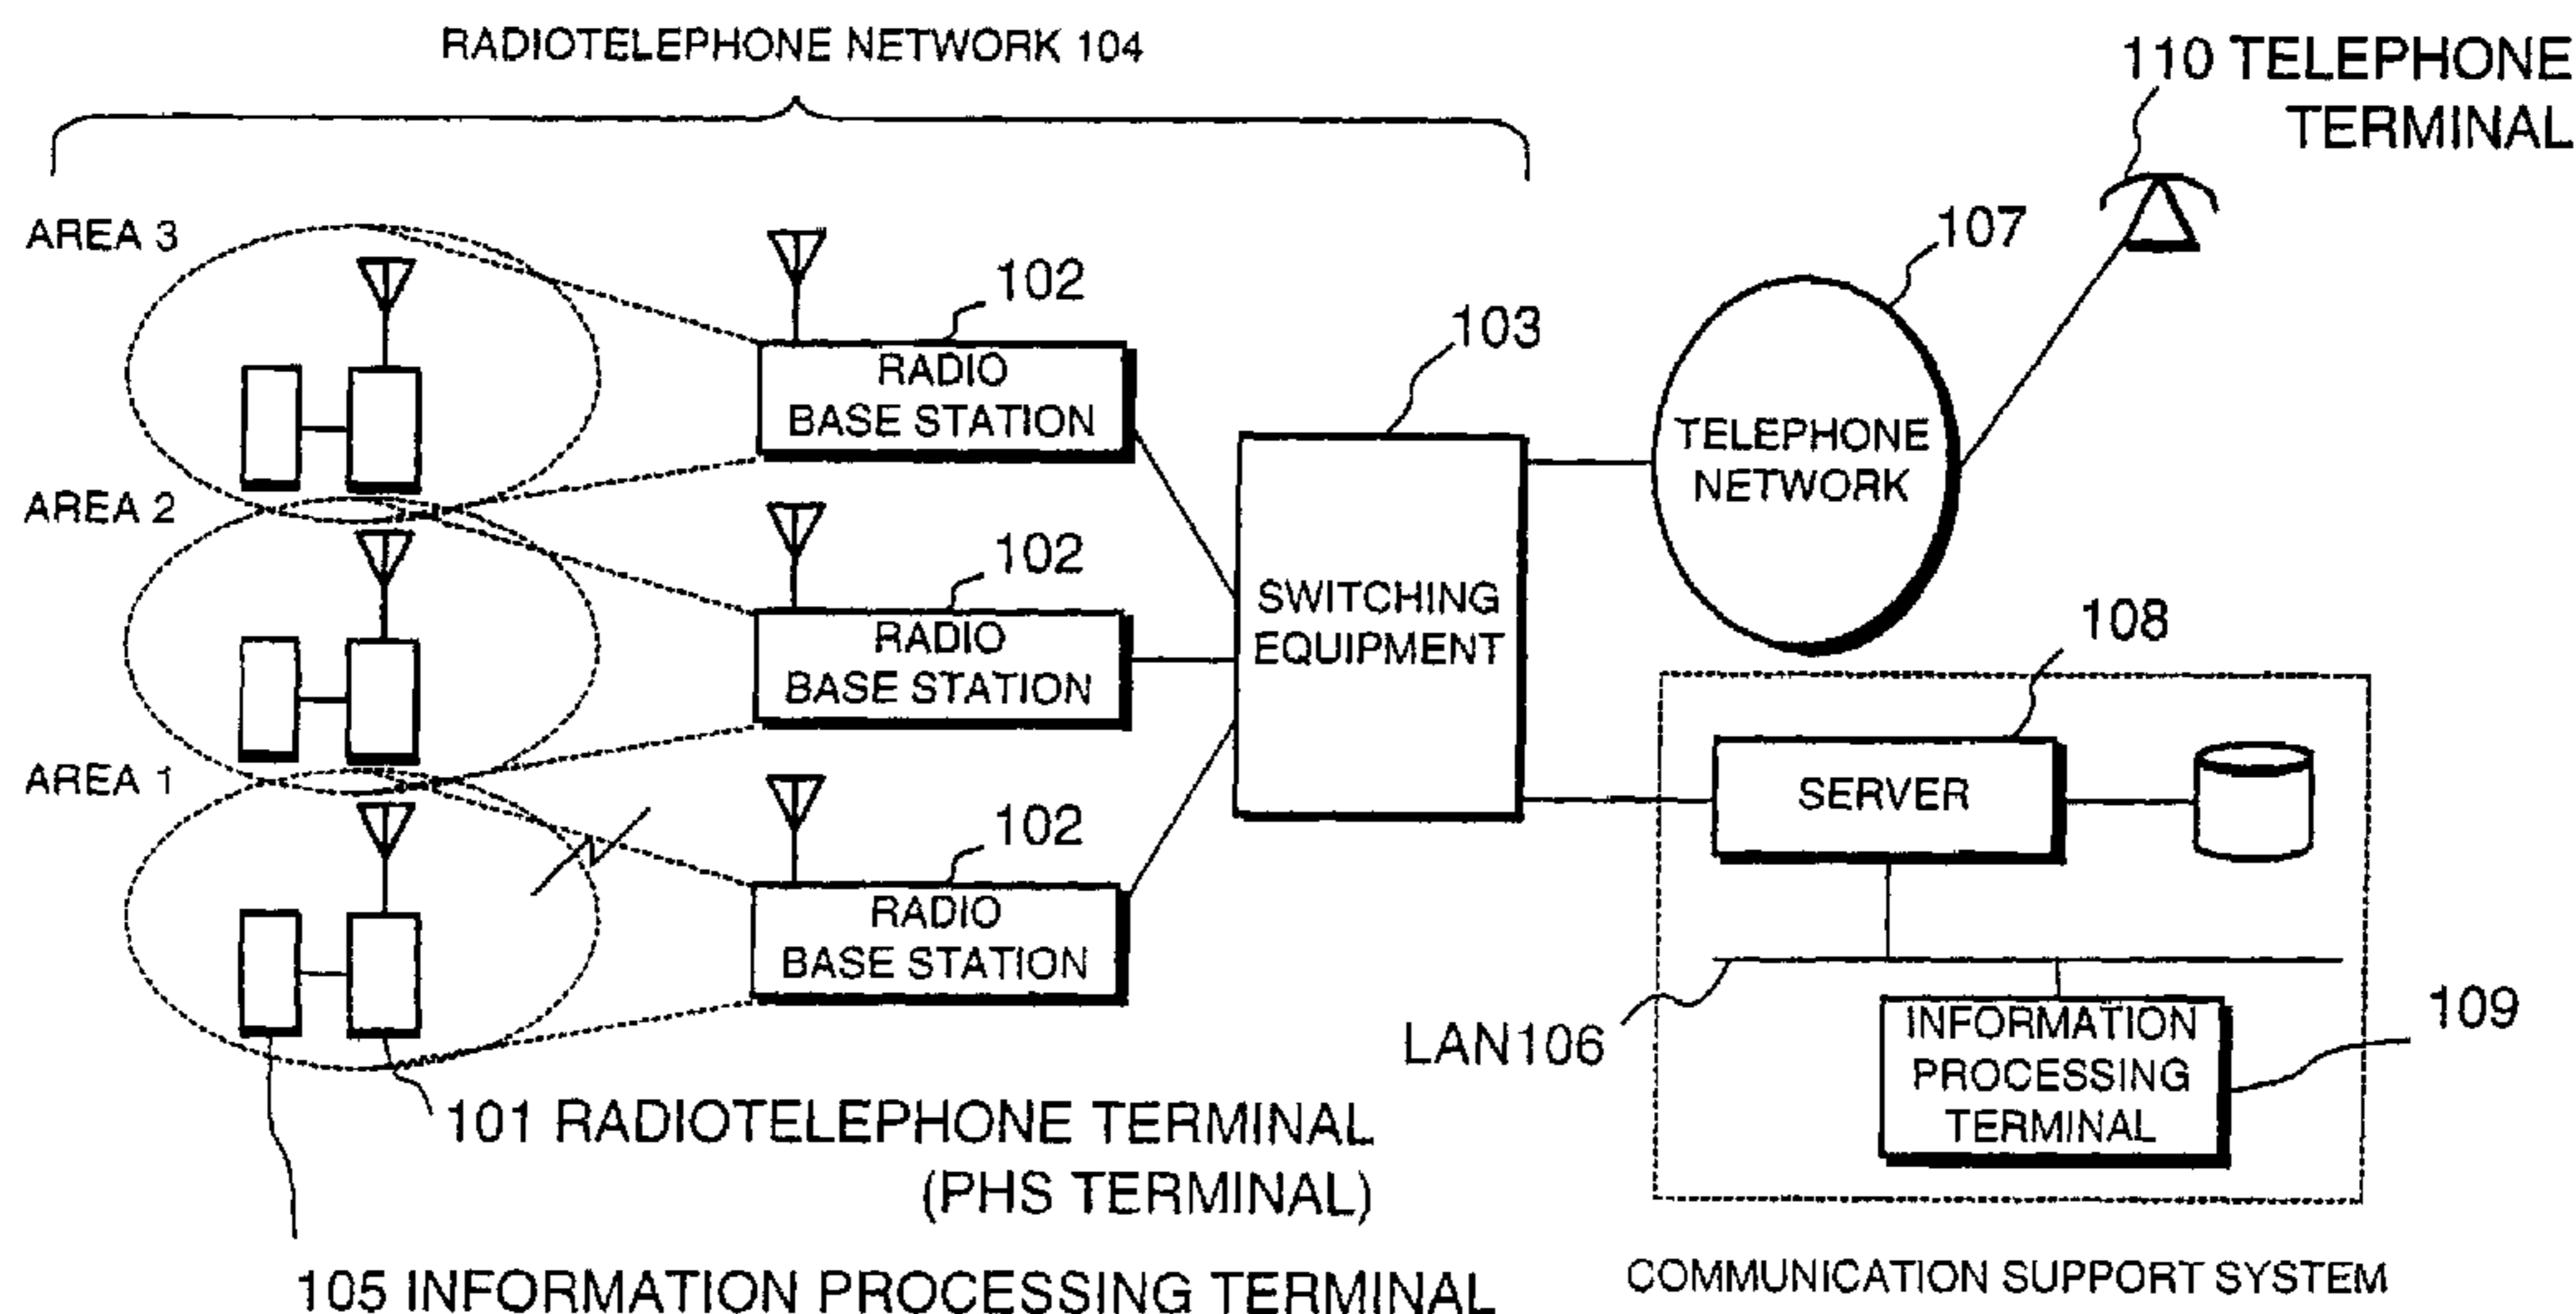 RADIOTELEPHONE NETWORK 104
110 TELEPHONE
TERMINAL
AREA 3
102
RADIO
BASE STATION
103
107
TELEPHONE
NETWORK
AREA 2
102
RADIO
BASE STATION
SWITCHING
EQUIPMENT
108
SERVER
AREA 1
102
RADIO
BASE STATION
LAN106
109
INFORMATION
PROCESSING
TERMINAL
101 RADIOTELEPHONE TERMINAL
(PHS TERMINAL)
105 INFORMATION PROCESSING TERMINAL
COMMUNICATION SUPPORT SYSTEM